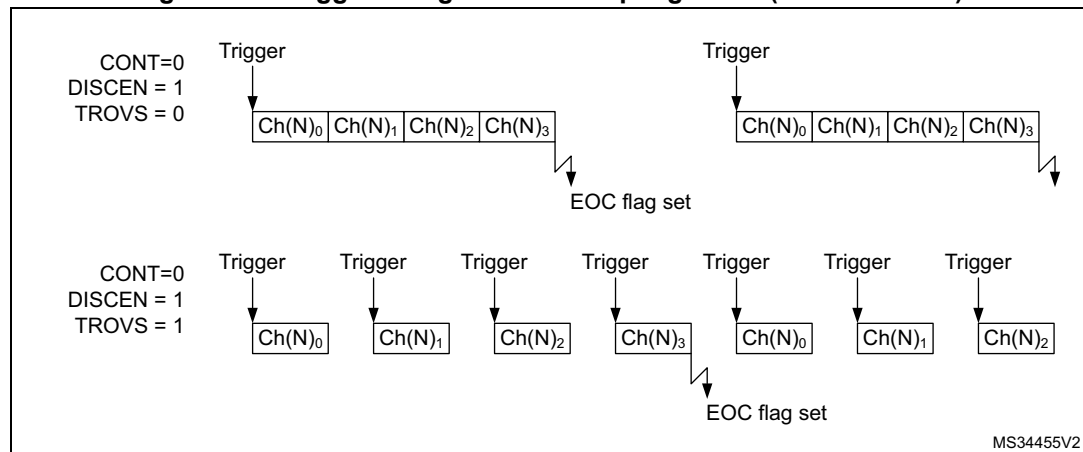 CONT=0
DISCEN = 1
TROVS = 0
Trigger Trigger
Ch(N)₀ Ch(N)₁ Ch(N)₂ Ch(N)₃ Ch(N)₀ Ch(N)₁ Ch(N)₂ Ch(N)₃
EOC flag set
CONT=0
DISCEN = 1
TROVS = 1
Trigger Trigger Trigger Trigger Trigger Trigger Trigger
Ch(N)₀ Ch(N)₁ Ch(N)₂ Ch(N)₃ Ch(N)₀ Ch(N)₁ Ch(N)₂
EOC flag set
MS34455V2